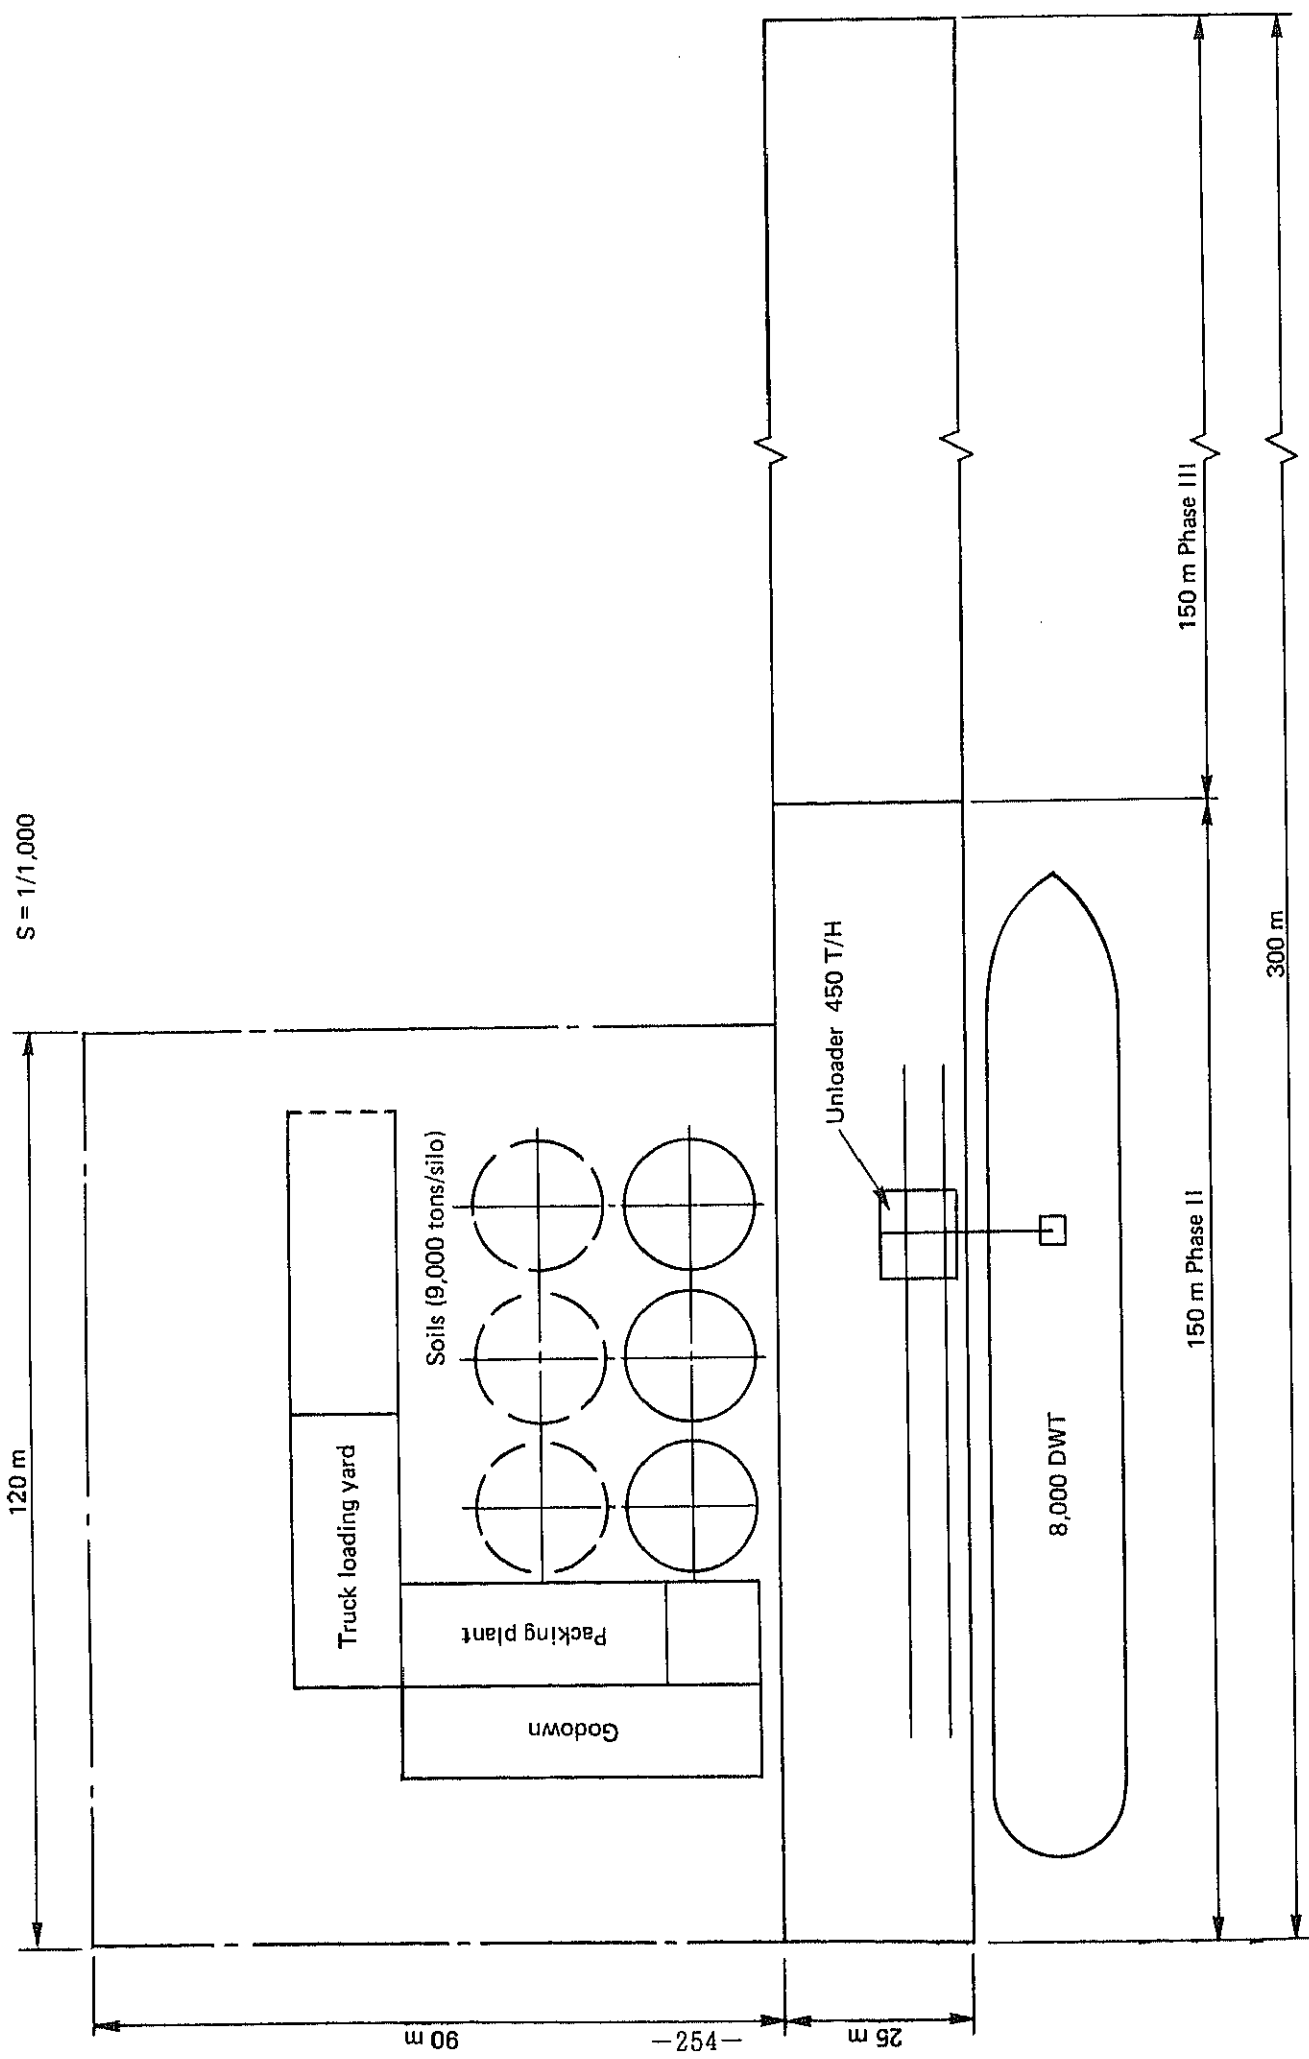 S = 1/1,000
120 m
Truck loading yard
Soils (9,000 tons/silo)
Packing plant
Godown
Unloader 450 T/H
8,000 DWT
150 m Phase II
150 m Phase III
300 m
90 m
25 m
—254—